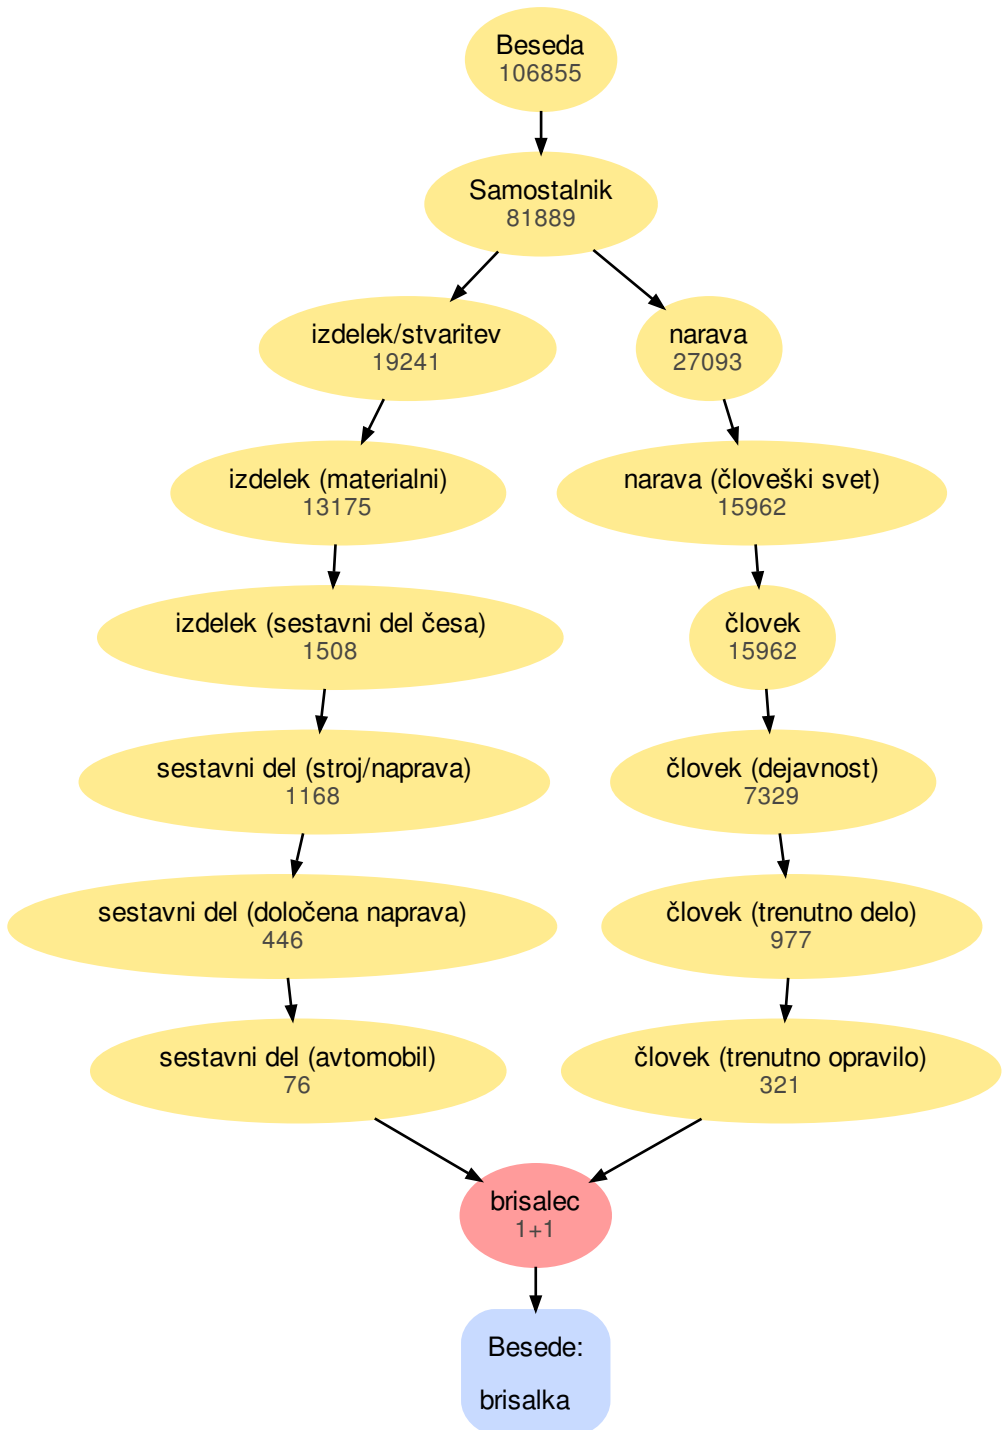 Beseda
106855
Samostalnik
81889
izdelek/stvaritev
19241
narava
27093
izdelek (materialni)
13175
narava (človeški svet)
15962
izdelek (sestavni del česa)
1508
človek
15962
sestavni del (stroj/naprava)
1168
človek (dejavnost)
7329
sestavni del (določena naprava)
446
človek (trenutno delo)
977
sestavni del (avtomobil)
76
človek (trenutno opravilo)
321
brisalec
1+1
Besede:
brisalka